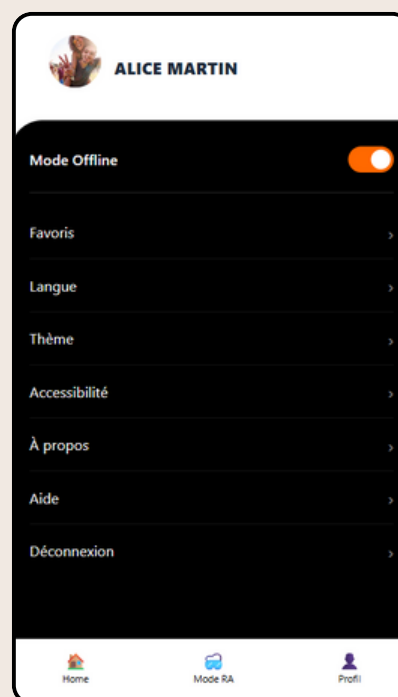 ALICE MARTIN
Mode Offline
Favoris
Langue
Thème
Accessibilité
À propos
Aide
Déconnexion
Home Mode RA Profil